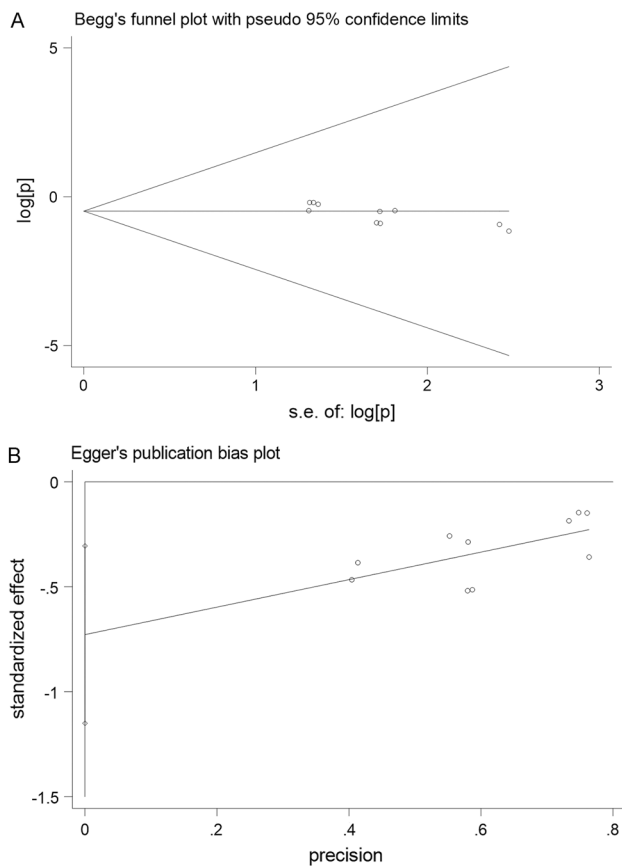 A
Begg's funnel plot with pseudo 95% confidence limits
5
0
-5
log[p]
0 1 2 3
s.e. of: log[p]
B
Egger's publication bias plot
0
-.5
-1
-1.5
standardized effect
0 .2 .4 .6 .8
precision